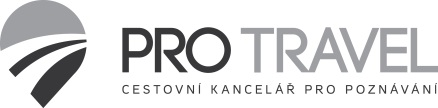 PRO TRAVEL
CESTOVNÍ KANCELÁŘ PRO POZNÁVÁNÍ